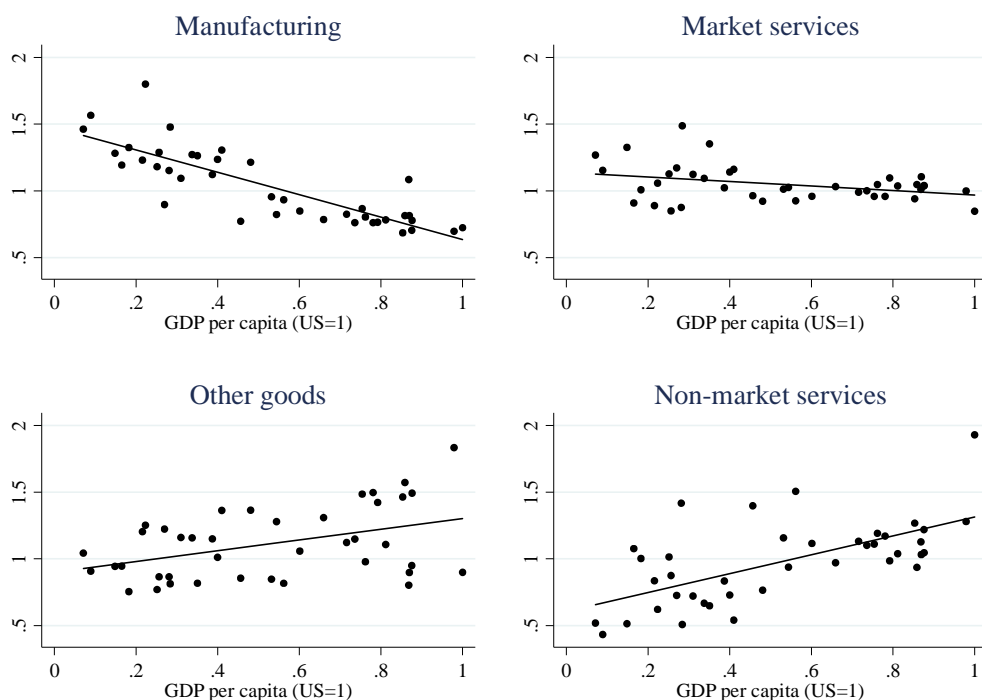 Manufacturing
2
1.5
1
.5
0 .2 .4 .6 .8 1
GDP per capita (US=1)
Market services
2
1.5
1
.5
0 .2 .4 .6 .8 1
GDP per capita (US=1)
Other goods
2
1.5
1
.5
0 .2 .4 .6 .8 1
GDP per capita (US=1)
Non-market services
2
1.5
1
.5
0 .2 .4 .6 .8 1
GDP per capita (US=1)